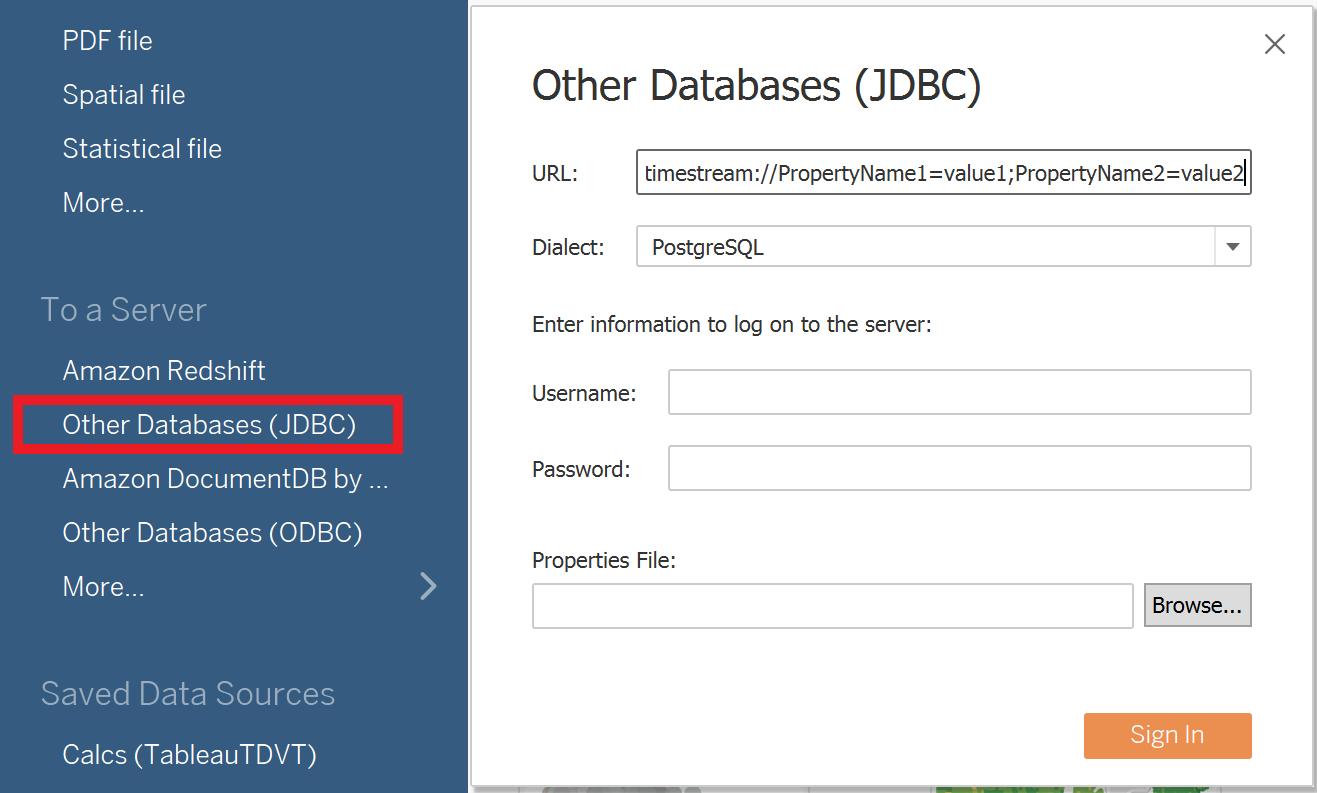 PDF file
Spatial file
Statistical file
More...
To a Server
Amazon Redshift
Other Databases (JDBC)
Amazon DocumentDB by ...
Other Databases (ODBC)
More...
Saved Data Sources
Calcs (TableauTDVT)
Other Databases (JDBC)
URL: timestream://PropertyName1=value1;PropertyName2=value2
Dialect: PostgreSQL
Enter information to log on to the server:
Username:
Password:
Properties File:
Browse...
Sign In